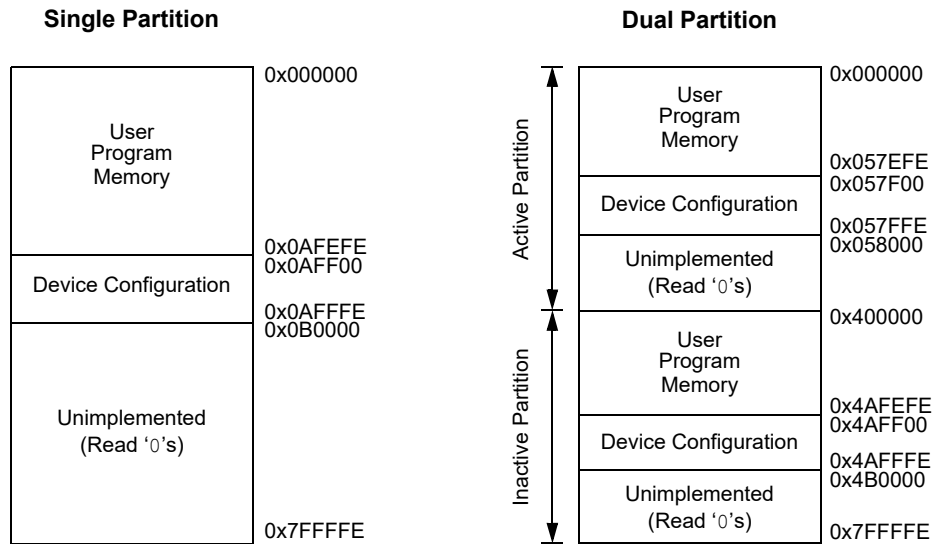 Single Partition
0x000000
User
Program
Memory
0x0AFEFE
0x0AFF00
Device Configuration
0x0AFFFE
0x0B0000
Unimplemented
(Read ‘0’s)
0x7FFFFE
Dual Partition
Active Partition
0x000000
User
Program
Memory
0x057EFE
0x057F00
Device Configuration
0x057FFE
0x058000
Unimplemented
(Read ‘0’s)
Inactive Partition
0x400000
User
Program
Memory
0x4AFEFE
0x4AFF00
Device Configuration
0x4AFFFE
0x4B0000
Unimplemented
(Read ‘0’s)
0x7FFFFE